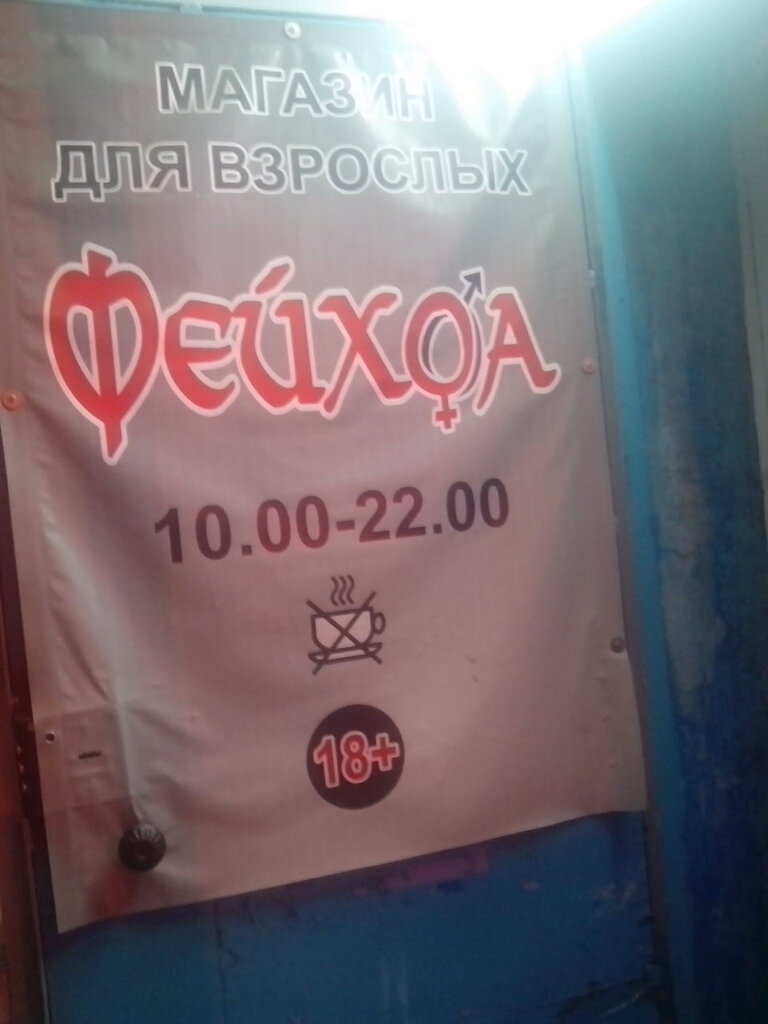 МАГАЗИН
ДЛЯ ВЗРОСЛЫХ
Фейхоа
10.00-22.00
18+